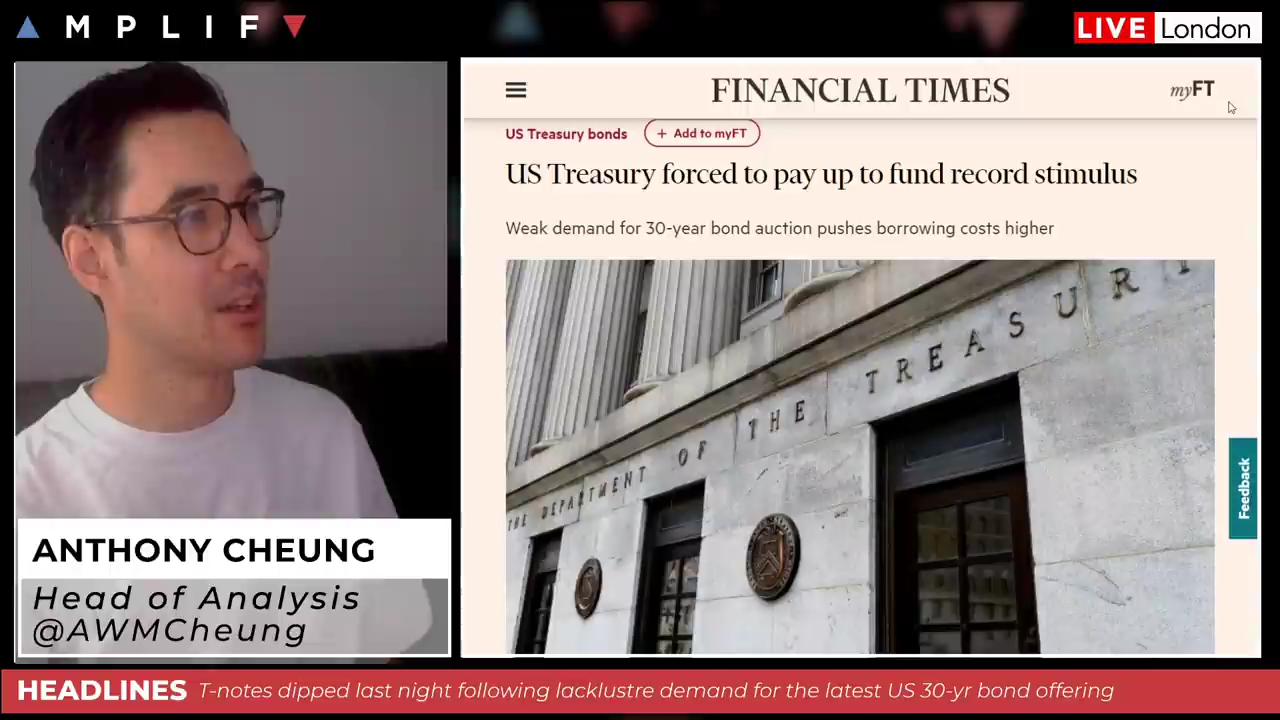 AMPLIFY
LIVE London
FINANCIAL TIMES
myFT
US Treasury bonds
+ Add to myFT
US Treasury forced to pay up to fund record stimulus
Weak demand for 30-year bond auction pushes borrowing costs higher
THE DEPARTMENT OF THE TREASURY
Feedback
ANTHONY CHEUNG
Head of Analysis
@AWMCheung
HEADLINES T-notes dipped last night following lacklustre demand for the latest US 30-yr bond offering